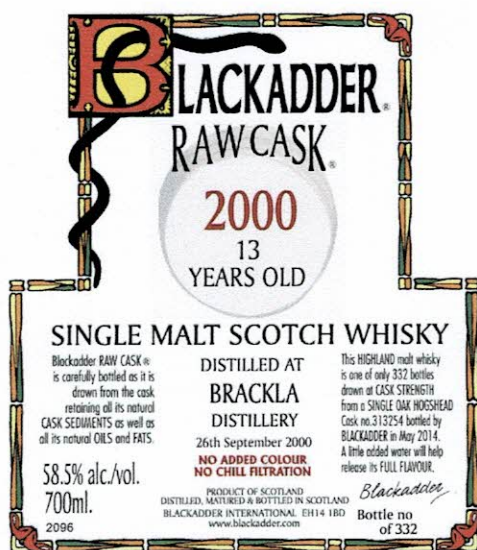 BLACKADDER®
RAW CASK®
2000
13
YEARS OLD
SINGLE MALT SCOTCH WHISKY
Blackadder RAW CASK ®
is carefully bottled as it is
drawn from the cask
retaining all its natural
CASK SEDIMENTS as well as
all its natural OILS and FATS.
58.5% alc./vol.
700ml.
2096
DISTILLED AT
BRACKLA
DISTILLERY
26th September 2000
NO ADDED COLOUR
NO CHILL FILTRATION
PRODUCT OF SCOTLAND
DISTILLED, MATURED & BOTTLED IN SCOTLAND
BLACKADDER INTERNATIONAL EH14 1BD
www.blackadder.com
This HIGHLAND malt whisky
is one of only 332 bottles
drawn at CASK STRENGTH
from a SINGLE OAK HOGSHEAD
Cask no.313254 bottled by
BLACKADDER in May 2014.
A little added water will help
release its FULL FLAVOUR.
Blackadder
Bottle no
of 332